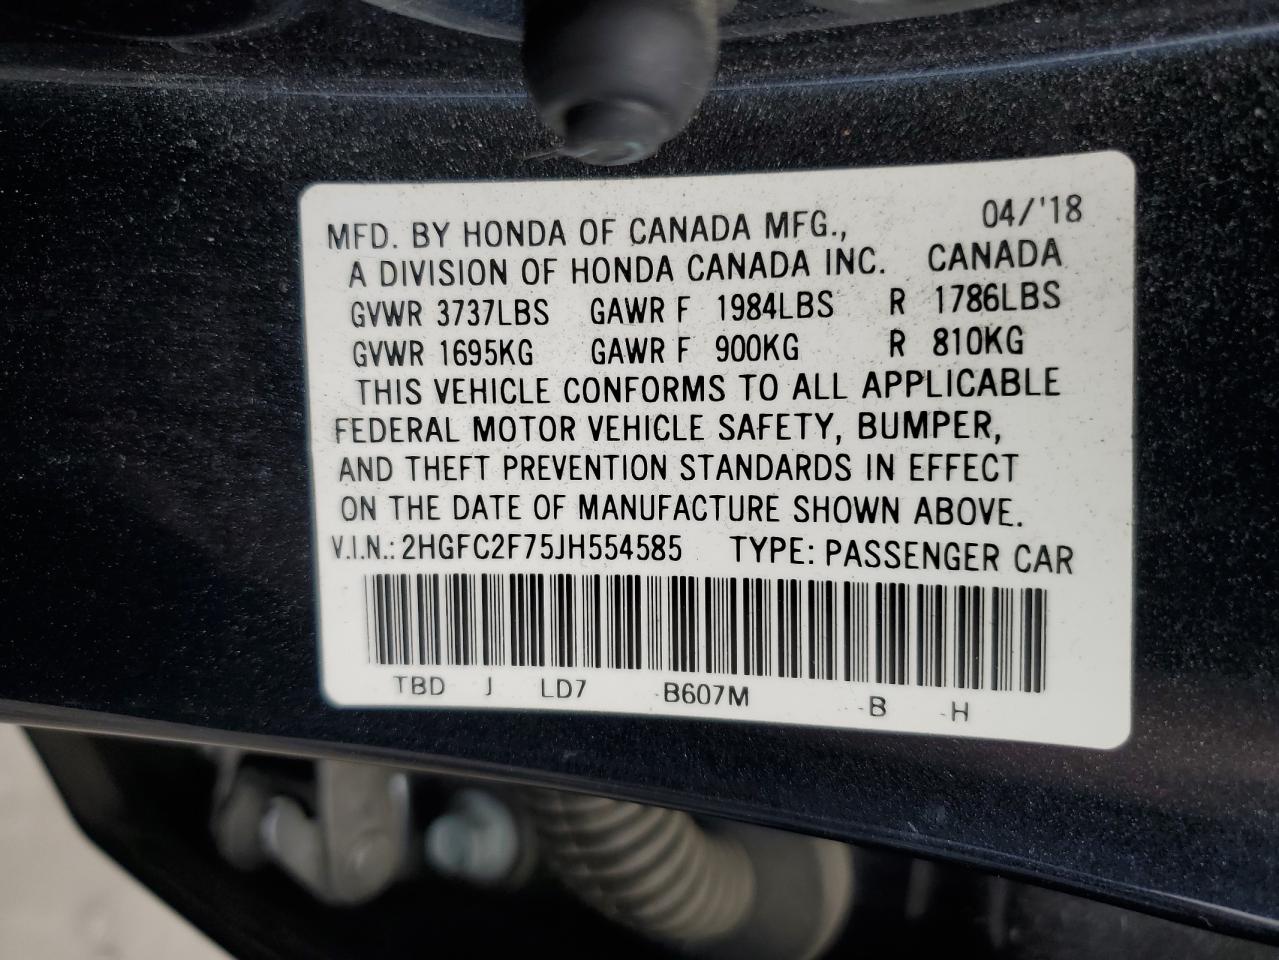 MFD. BY HONDA OF CANADA MFG., 04/'18
A DIVISION OF HONDA CANADA INC. CANADA
GVWR 3737LBS GAWR F 1984LBS R 1786LBS
GVWR 1695KG GAWR F 900KG R 810KG
THIS VEHICLE CONFORMS TO ALL APPLICABLE
FEDERAL MOTOR VEHICLE SAFETY, BUMPER,
AND THEFT PREVENTION STANDARDS IN EFFECT
ON THE DATE OF MANUFACTURE SHOWN ABOVE.
V.I.N.: 2HGFC2F75JH554585 TYPE: PASSENGER CAR
TBD J LD7 -B607M -B -H